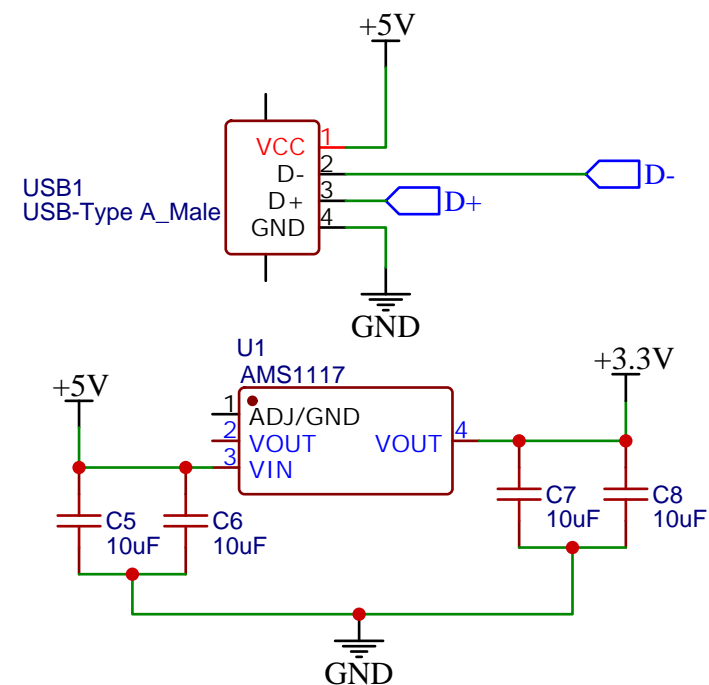 +5V
VCC 1
D- 2
D-
USB1
D+ 3
D+
USB-Type A_Male
GND 4
GND
U1
AMS1117
+3.3V
+5V
1 ADJ/GND
2 VOUT
VOUT 4
3 VIN
C5
10uF
C6
10uF
C7
10uF
C8
10uF
GND